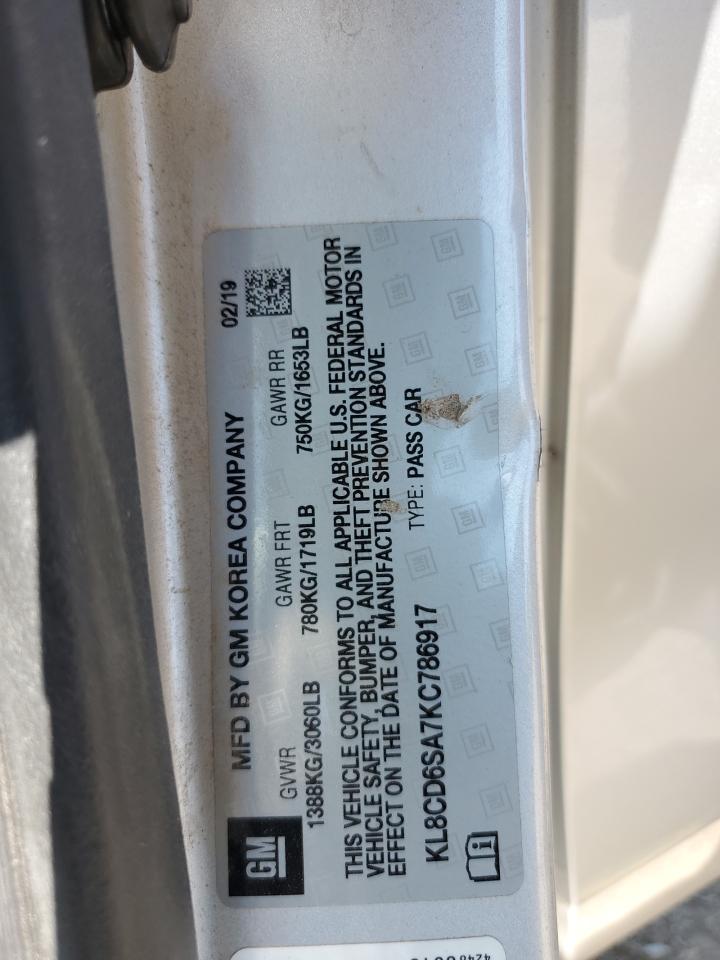 MFD BY GM KOREA COMPANY 02/19
GM
GVWR GAWR FRT GAWR RR
1388KG/3060LB 780KG/1719LB 750KG/1653LB
THIS VEHICLE CONFORMS TO ALL APPLICABLE U.S. FEDERAL MOTOR
VEHICLE SAFETY, BUMPER, AND THEFT PREVENTION STANDARDS IN
EFFECT ON THE DATE OF MANUFACTURE SHOWN ABOVE.
KL8CD6SA7KC786917 TYPE: PASS CAR